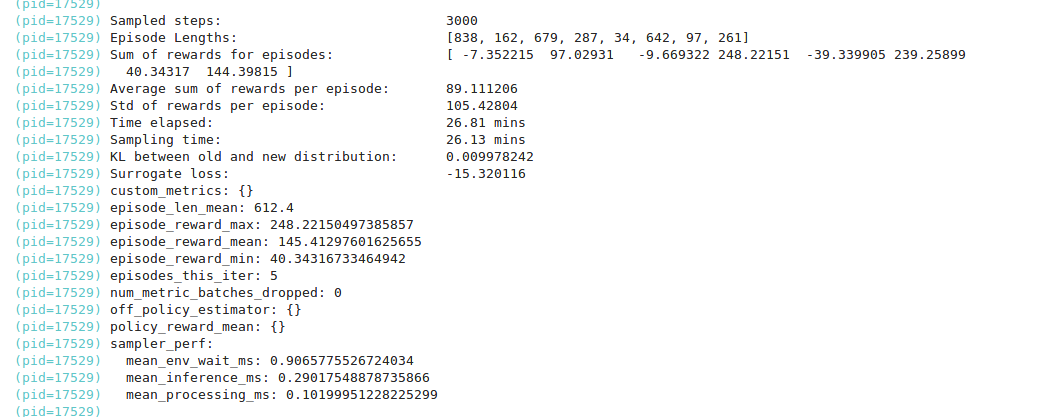 (pid=17529)
(pid=17529) Sampled steps: 3000
(pid=17529) Episode Lengths: [838, 162, 679, 287, 34, 642, 97, 261]
(pid=17529) Sum of rewards for episodes: [ -7.352215 97.02931 -9.669322 248.22151 -39.339905 239.25899
(pid=17529) 40.34317 144.39815 ]
(pid=17529) Average sum of rewards per episode: 89.111206
(pid=17529) Std of rewards per episode: 105.42804
(pid=17529) Time elapsed: 26.81 mins
(pid=17529) Sampling time: 26.13 mins
(pid=17529) KL between old and new distribution: 0.009978242
(pid=17529) Surrogate loss: -15.320116
(pid=17529) custom_metrics: {}
(pid=17529) episode_len_mean: 612.4
(pid=17529) episode_reward_max: 248.22150497385857
(pid=17529) episode_reward_mean: 145.41297601625655
(pid=17529) episode_reward_min: 40.34316733464942
(pid=17529) episodes_this_iter: 5
(pid=17529) num_metric_batches_dropped: 0
(pid=17529) off_policy_estimator: {}
(pid=17529) policy_reward_mean: {}
(pid=17529) sampler_perf:
(pid=17529) mean_env_wait_ms: 0.9065775526724034
(pid=17529) mean_inference_ms: 0.29017548878735866
(pid=17529) mean_processing_ms: 0.10199951228225299
(pid=17529)